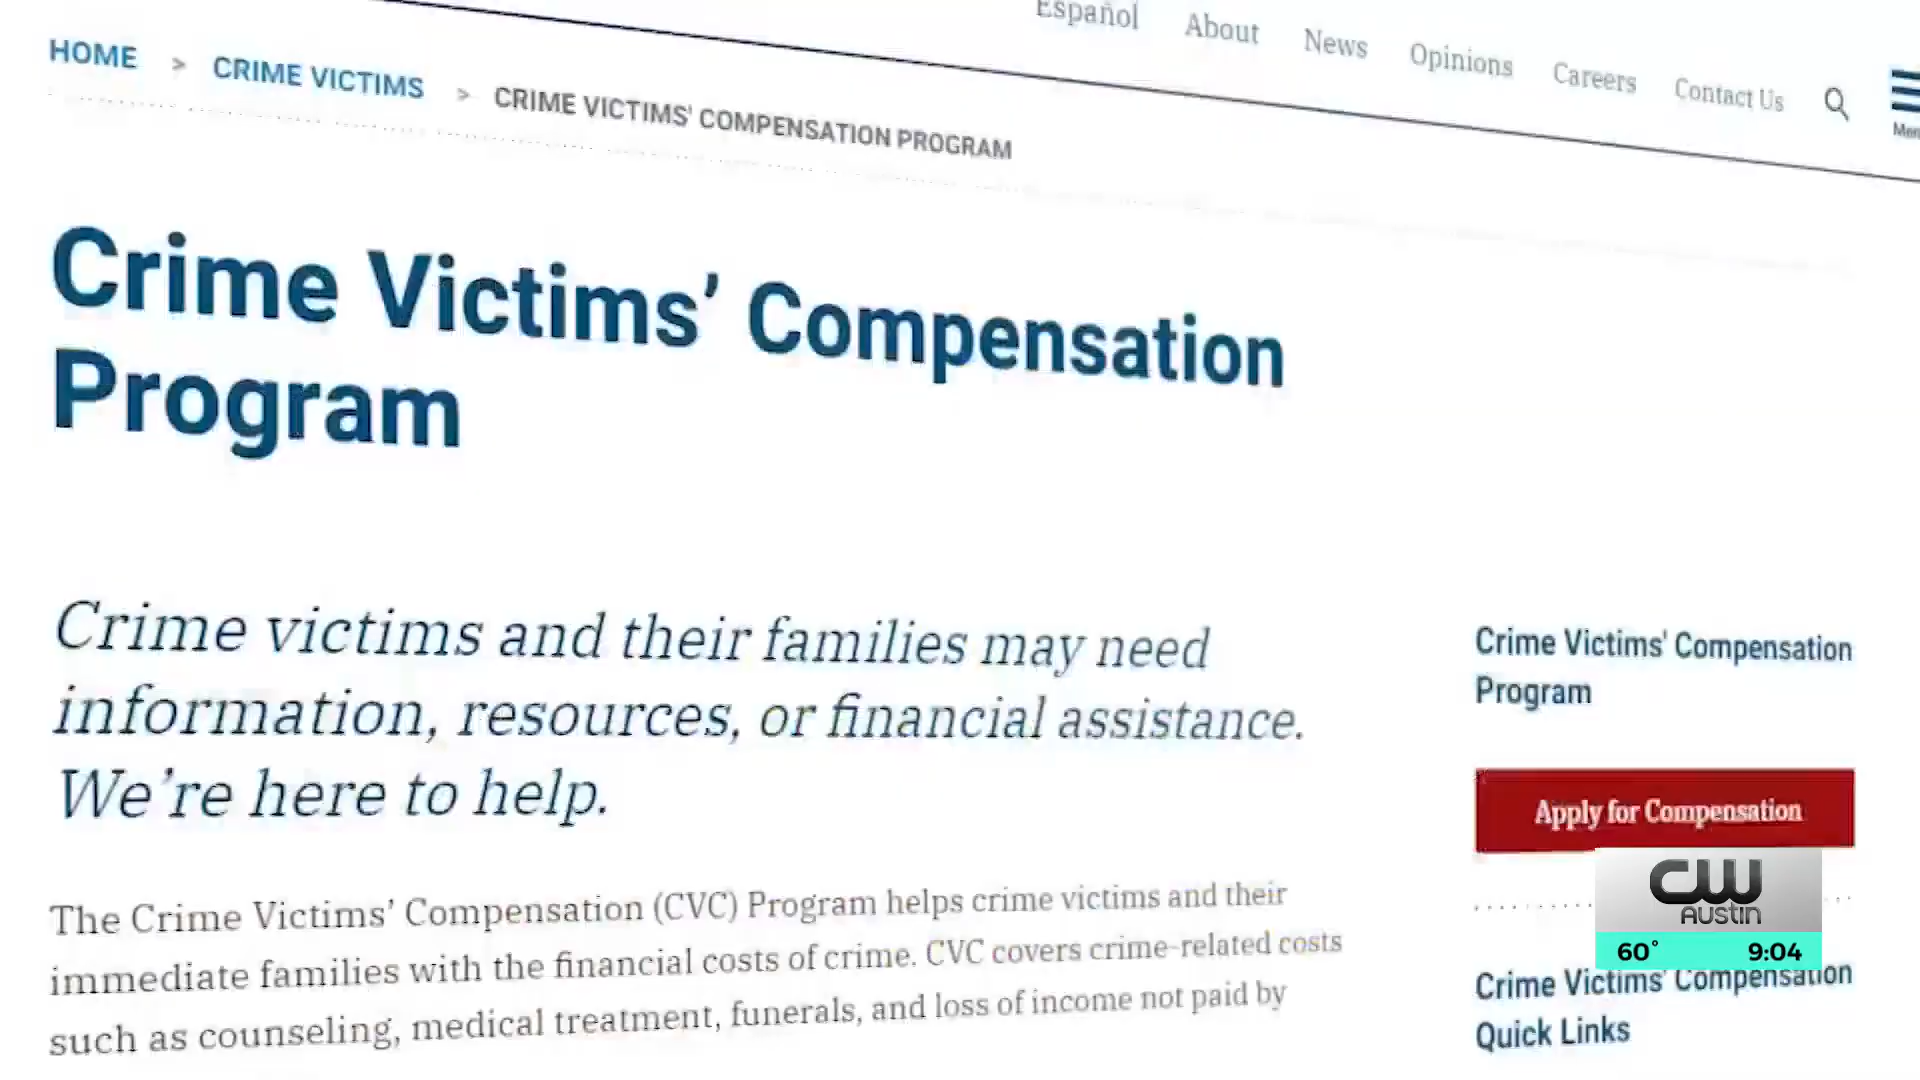 Español About News Opinions Careers Contact Us
HOME > CRIME VICTIMS > CRIME VICTIMS' COMPENSATION PROGRAM
Crime Victims’ Compensation
Program
Crime victims and their families may need
information, resources, or financial assistance.
We’re here to help.
The Crime Victims’ Compensation (CVC) Program helps crime victims and their
immediate families with the financial costs of crime. CVC covers crime-related costs
such as counseling, medical treatment, funerals, and loss of income not paid by
Crime Victims' Compensation
Program
Apply for Compensation
CW
AUSTIN
60° 9:04
Crime Victims' Compensation
Quick Links